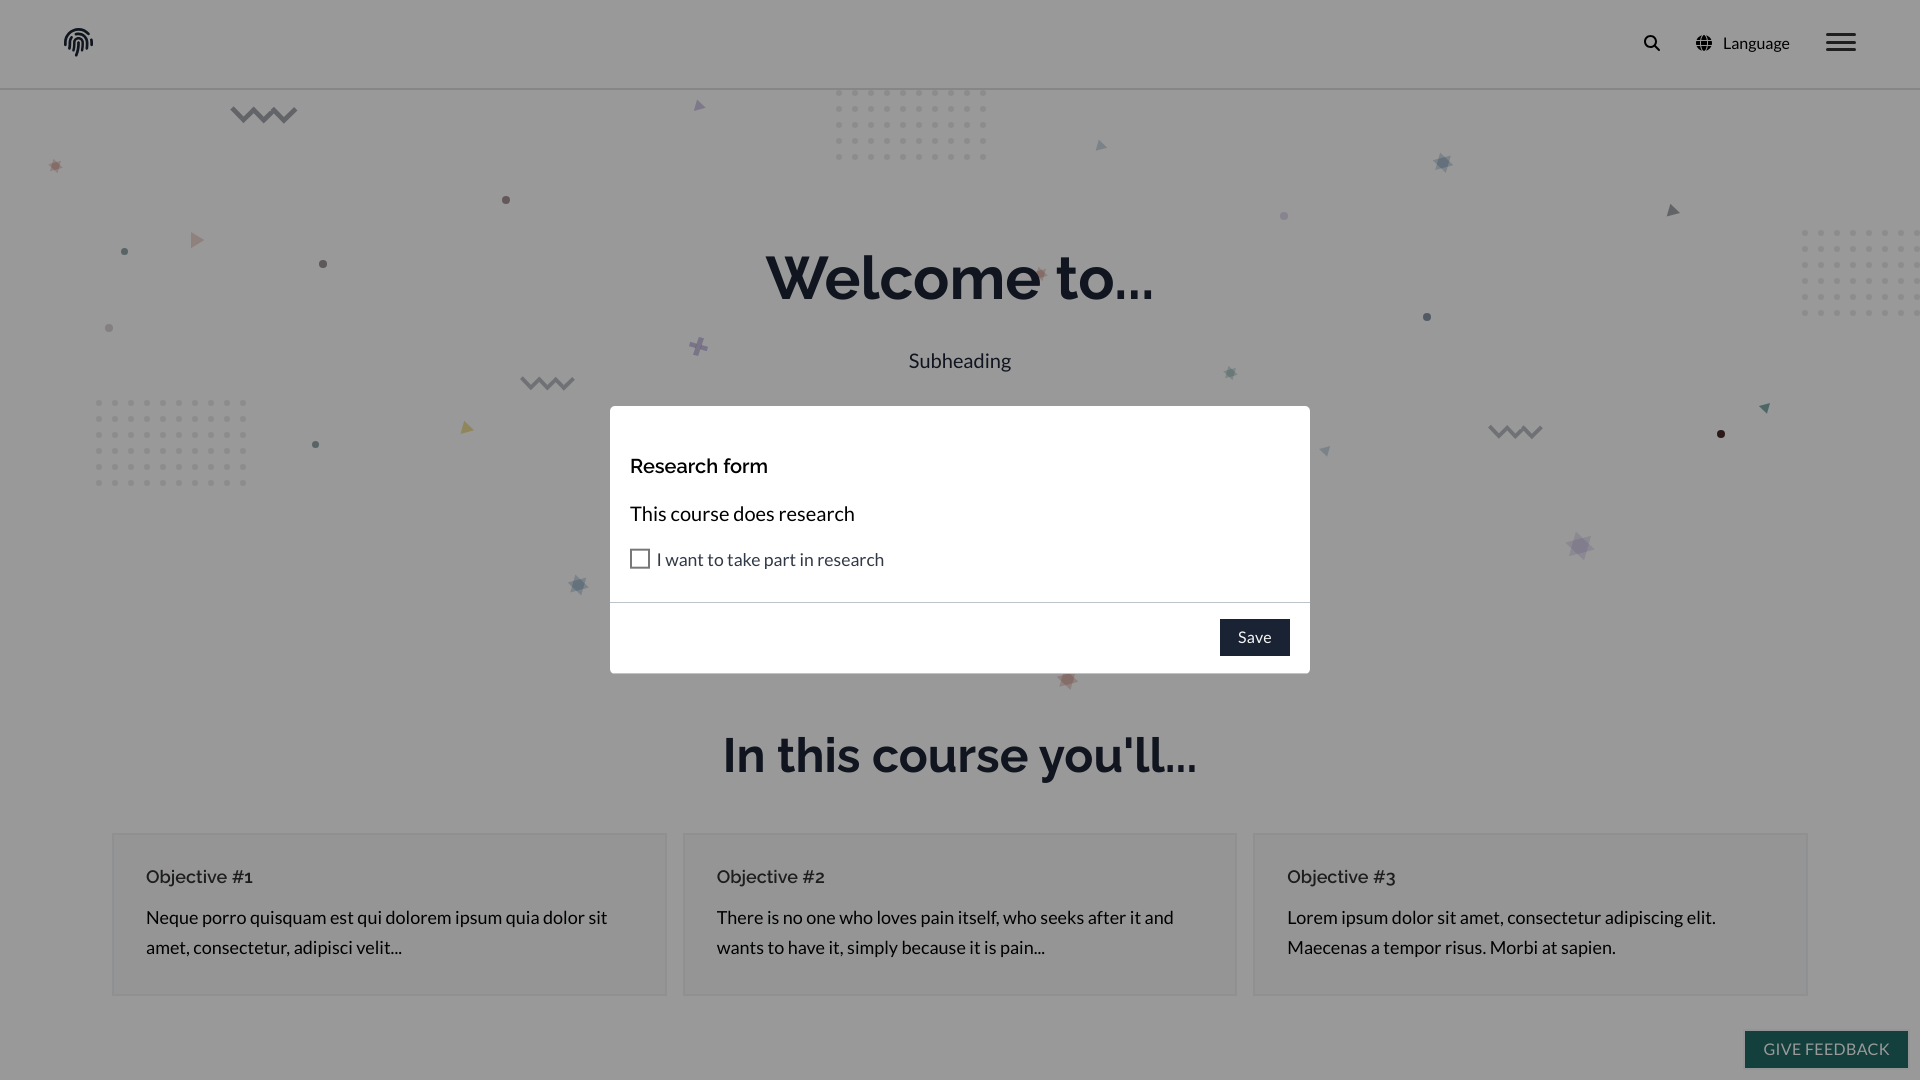 Language
Welcome to...
Subheading
Research form
This course does research
I want to take part in research
Save
In this course you'll...
Objective #1
Neque porro quisquam est qui dolorem ipsum quia dolor sit
amet, consectetur, adipisci velit...
Objective #2
There is no one who loves pain itself, who seeks after it and
wants to have it, simply because it is pain...
Objective #3
Lorem ipsum dolor sit amet, consectetur adipiscing elit.
Maecenas a tempor risus. Morbi at sapien.
GIVE FEEDBACK